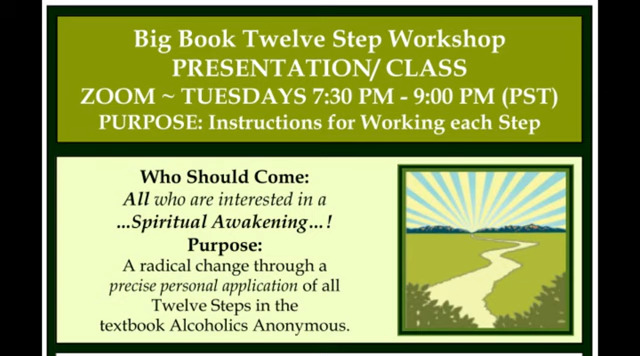 Big Book Twelve Step Workshop
PRESENTATION/ CLASS
ZOOM ~ TUESDAYS 7:30 PM - 9:00 PM (PST)
PURPOSE: Instructions for Working each Step
Who Should Come:
All who are interested in a
...Spiritual Awakening...!
Purpose:
A radical change through a
precise personal application of all
Twelve Steps in the
textbook Alcoholics Anonymous.